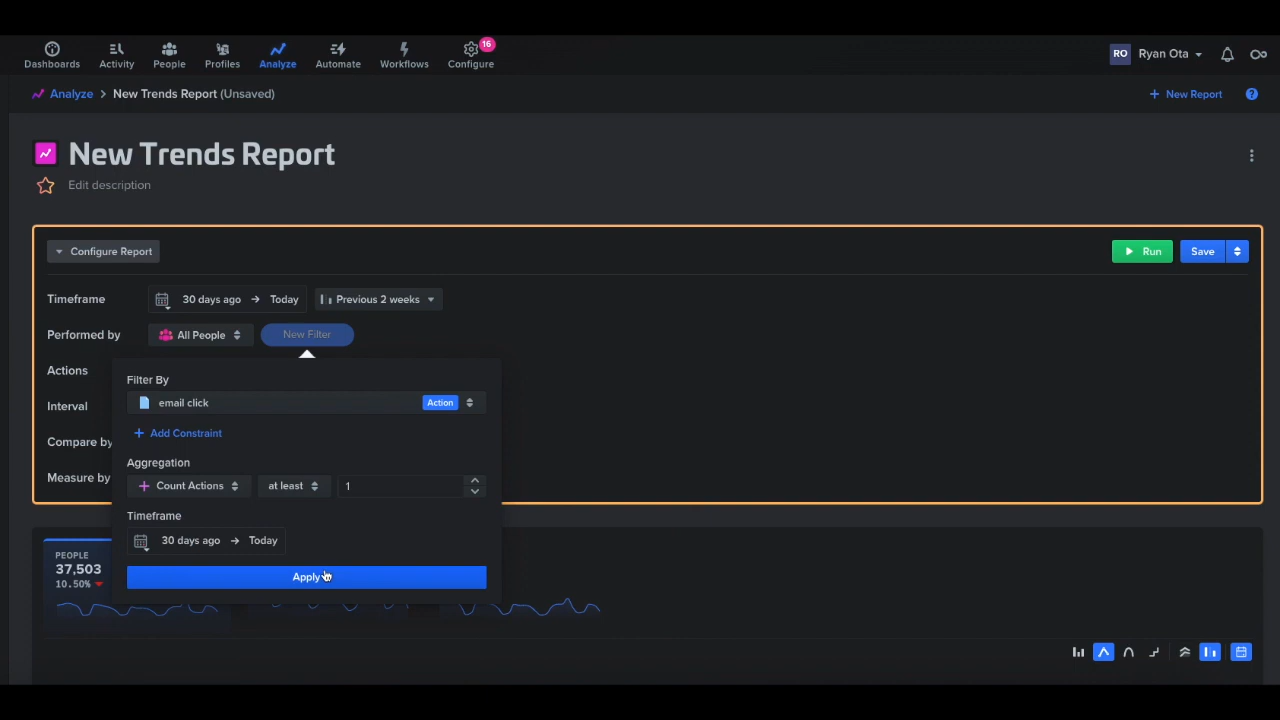 16
Dashboards Activity People Profiles Analyze Automate Workflows Configure
RO Ryan Ota
Analyze > New Trends Report (Unsaved)
+ New Report ?
New Trends Report
Edit description
Configure Report
Run Save
Timeframe 30 days ago → Today Previous 2 weeks
Performed by All People New Filter
Actions
Interval
Compare by
Measure by
Filter By
email click Action
+ Add Constraint
Aggregation
+ Count Actions at least 1
Timeframe
30 days ago → Today
Apply
PEOPLE
37,503
10.50%